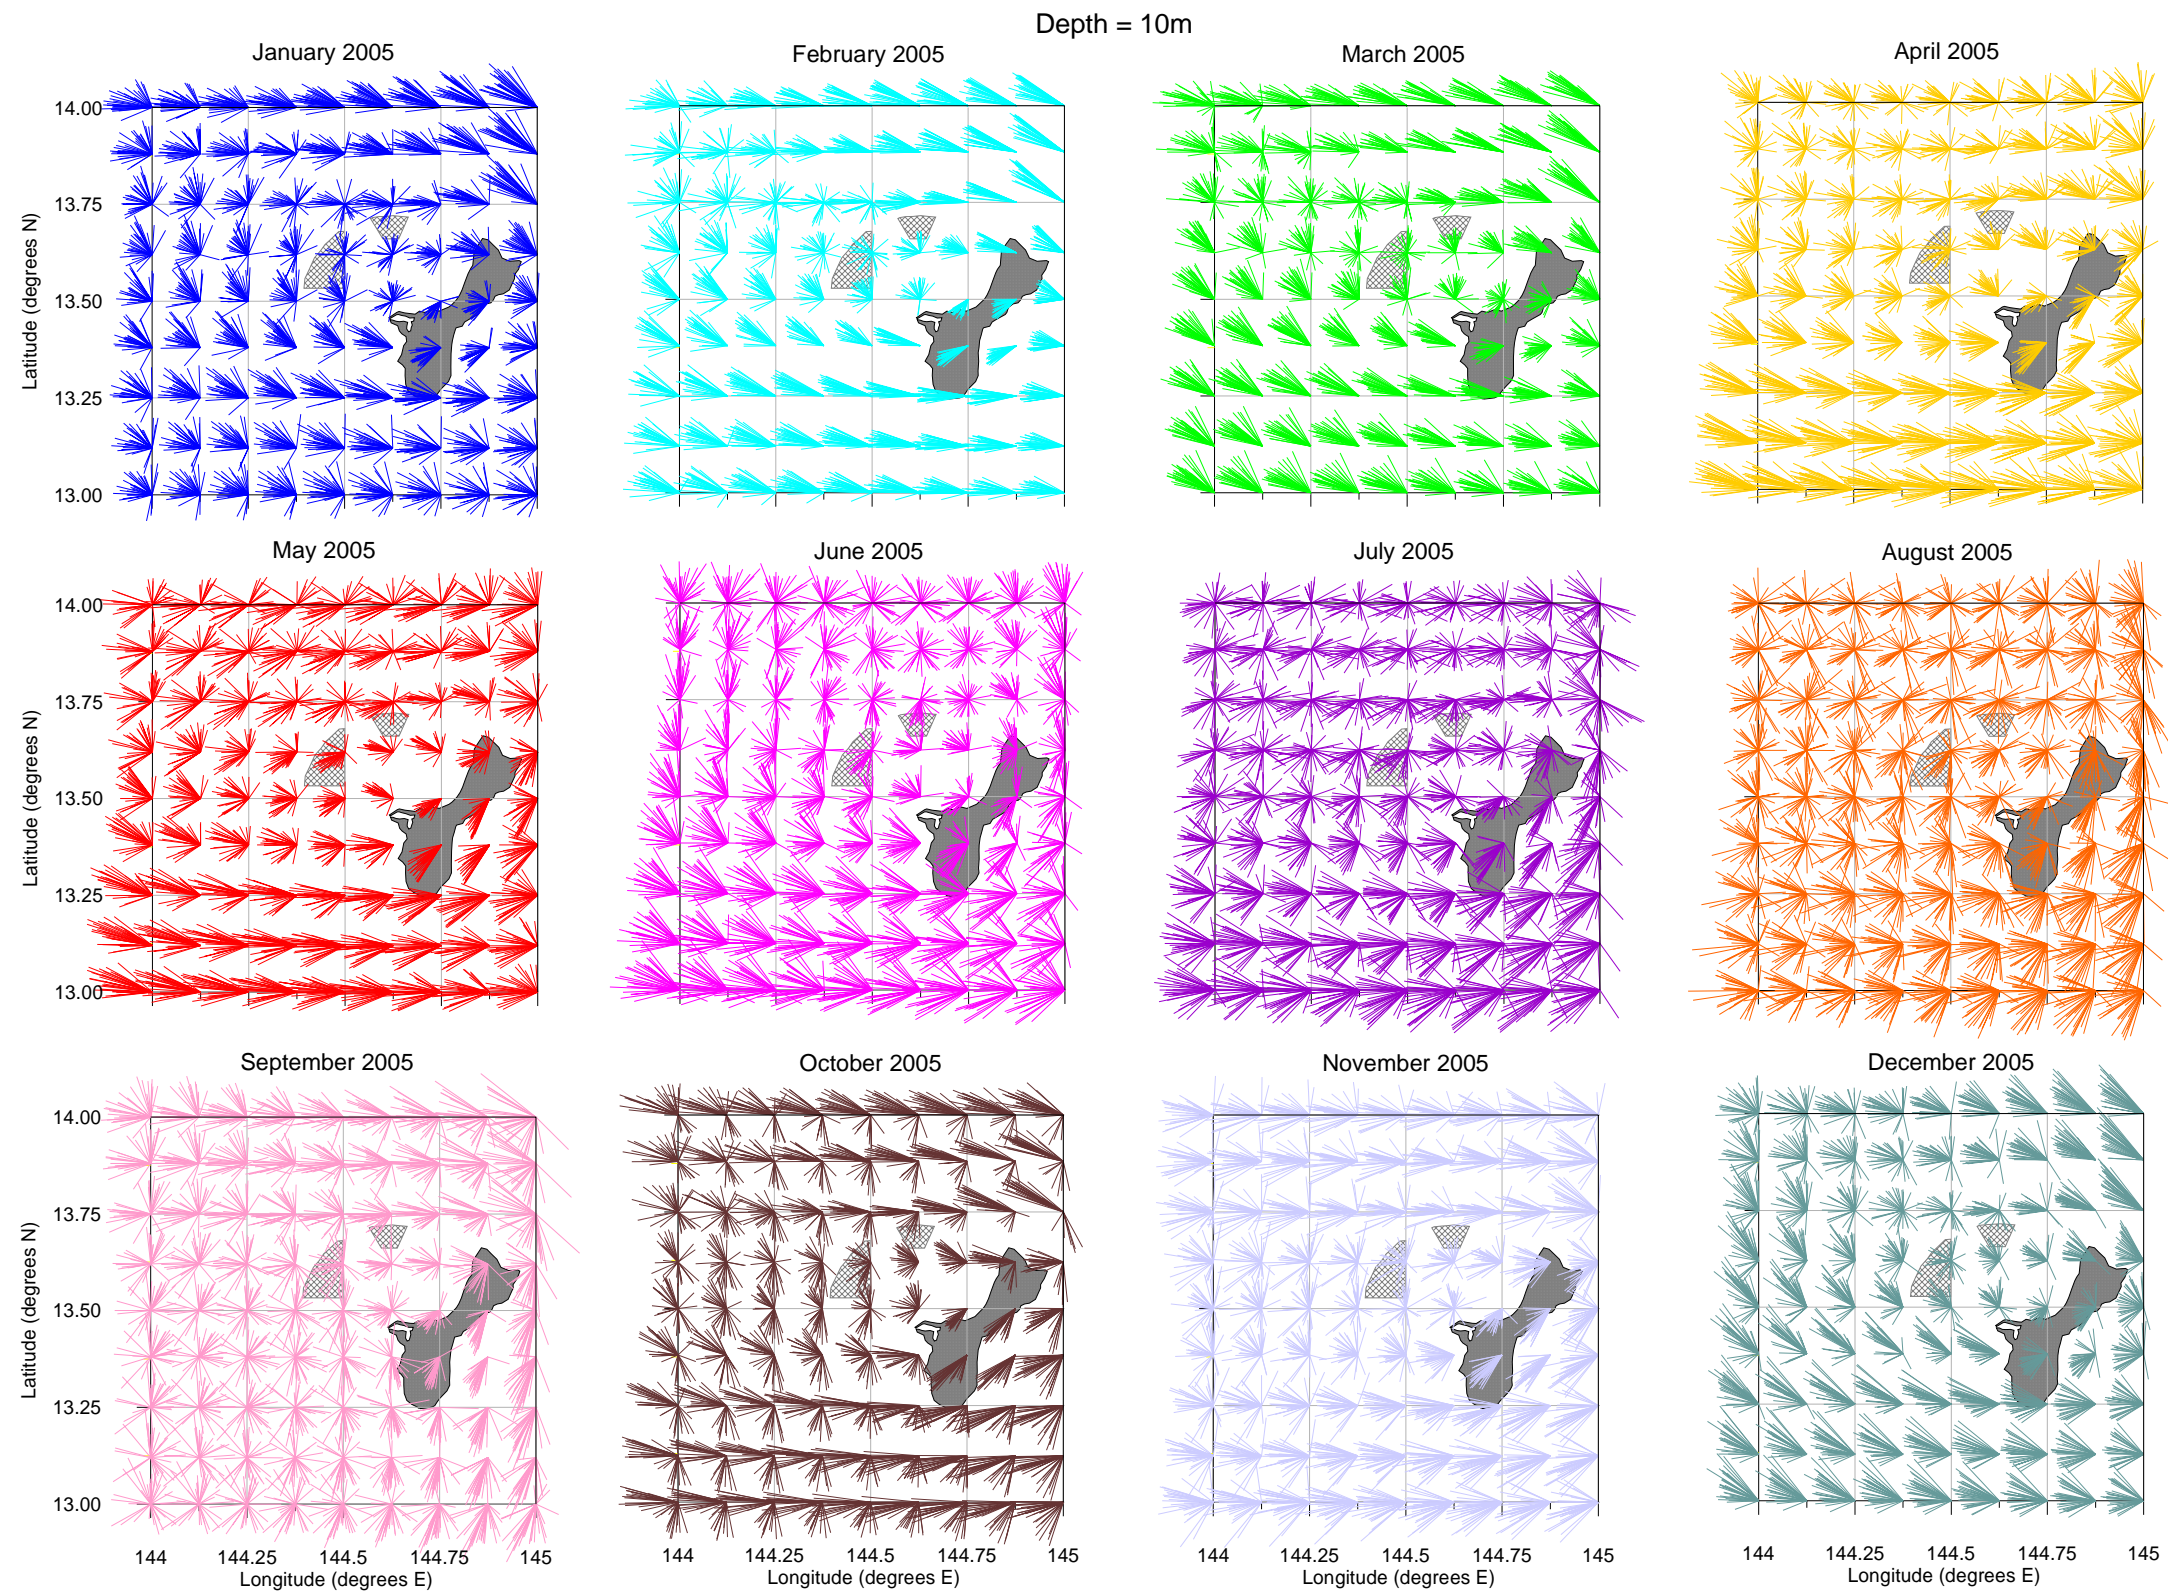 Depth = 10m
January 2005
February 2005
March 2005
April 2005
14.00
13.75
13.50
13.25
13.00
Latitude (degrees N)
May 2005
June 2005
July 2005
August 2005
14.00
13.75
13.50
13.25
13.00
Latitude (degrees N)
September 2005
October 2005
November 2005
December 2005
14.00
13.75
13.50
13.25
13.00
Latitude (degrees N)
144 144.25 144.5 144.75 145
Longitude (degrees E)
144 144.25 144.5 144.75 145
Longitude (degrees E)
144 144.25 144.5 144.75 145
Longitude (degrees E)
144 144.25 144.5 144.75 145
Longitude (degrees E)